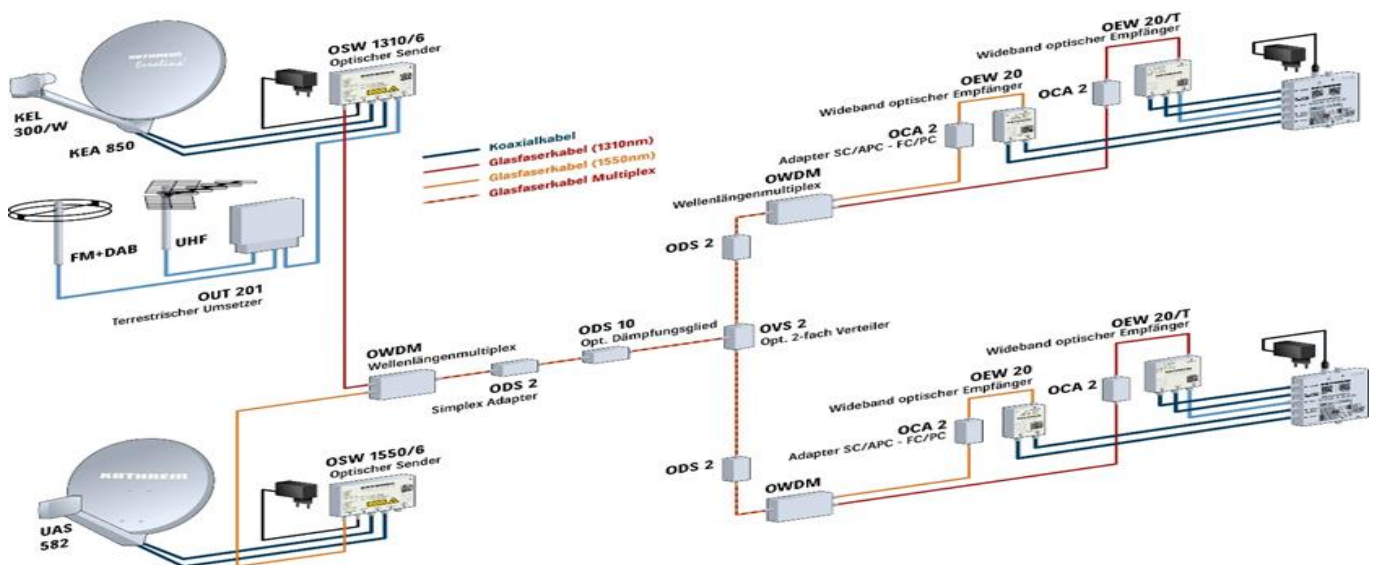 OSW 1310/6
Optischer Sender
KATHREIN
Euroline
KEL
300/W
KEA 850
FM+DAB
UHF
OUT 201
Terrestrischer Umsetzer
Koaxialkabel
Glasfaserkabel (1310nm)
Glasfaserkabel (1550nm)
Glasfaserkabel Multiplex
OEW 20/T
Wideband optischer Empfänger
OEW 20
Wideband optischer Empfänger
OCA 2
OCA 2
Adapter SC/APC - FC/PC
OWDM
Wellenlängenmultiplex
ODS 2
OVS 2
Opt. 2-fach Verteiler
ODS 10
Opt. Dämpfungsglied
OWDM
Wellenlängenmultiplex
ODS 2
Simplex Adapter
OEW 20/T
Wideband optischer Empfänger
OEW 20
Wideband optischer Empfänger
OCA 2
OCA 2
Adapter SC/APC - FC/PC
ODS 2
OWDM
OSW 1550/6
Optischer Sender
KATHREIN
UAS
582